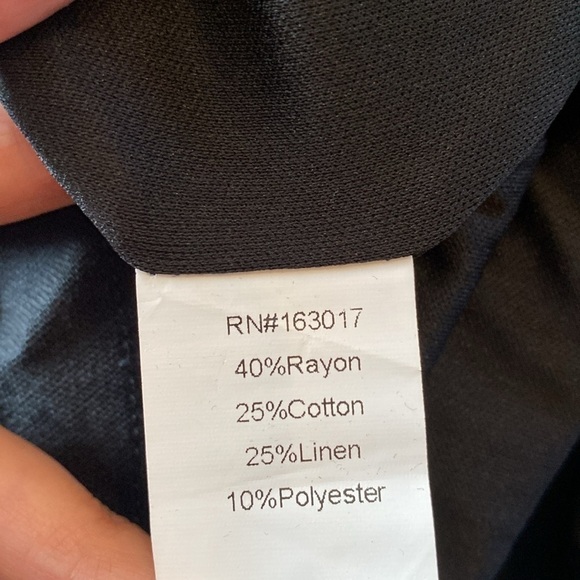 RN#163017
40%Rayon
25%Cotton
25%Linen
10%Polyester